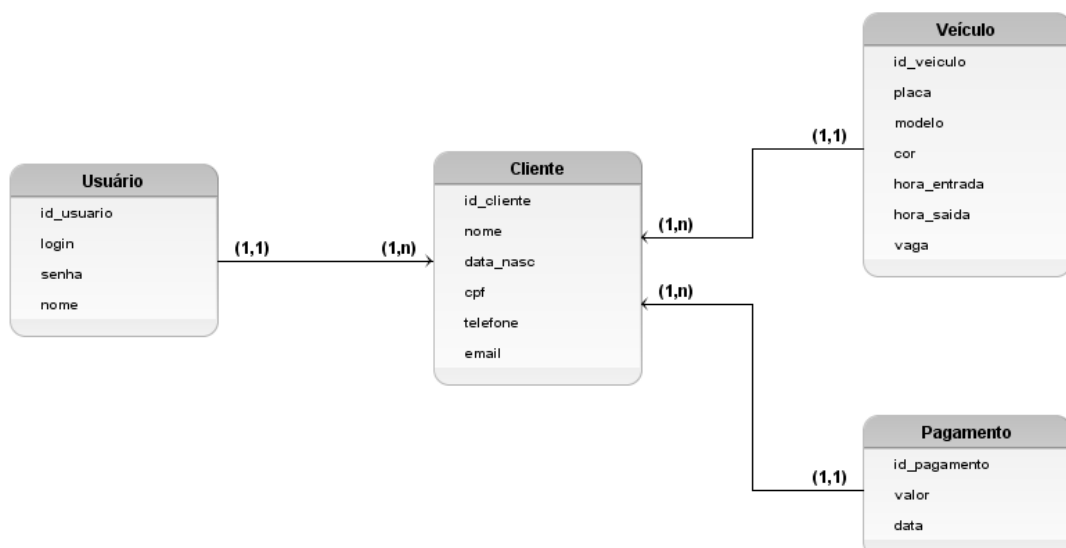 Usuário
id_usuario
login
senha
nome
(1,1)
(1,n)
Cliente
id_cliente
nome
data_nasc
cpf
telefone
email
(1,n)
(1,n)
(1,1)
Veículo
id_veiculo
placa
modelo
cor
hora_entrada
hora_saida
vaga
(1,1)
Pagamento
id_pagamento
valor
data